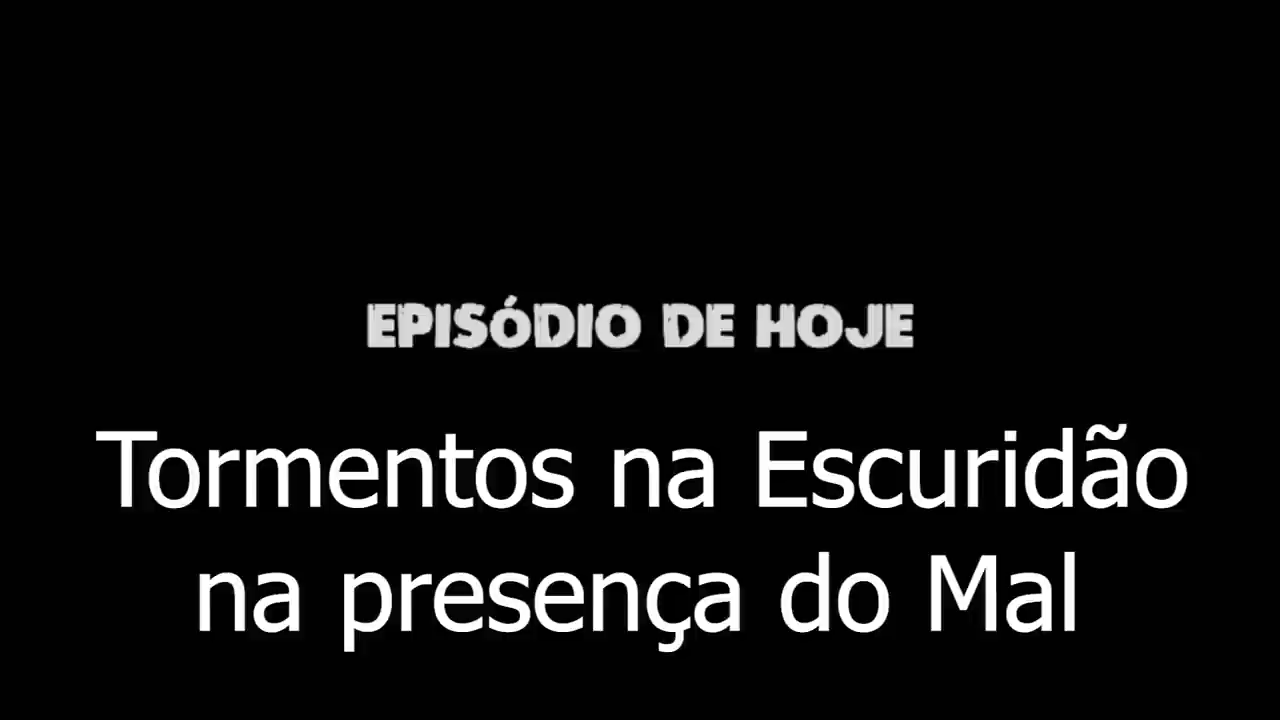 EPISÓDIO DE HOJE
Tormentos na Escuridão
na presença do Mal